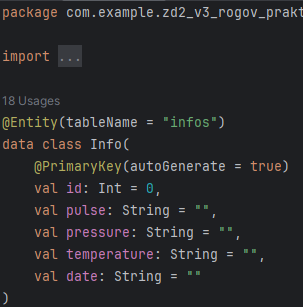 package com.example.zd2_v3_rogov_prakt
import ...
18 Usages
@Entity(tableName = "infos")
data class Info(
    @PrimaryKey(autoGenerate = true)
    val id: Int = 0,
    val pulse: String = "",
    val pressure: String = "",
    val temperature: String = "",
    val date: String = ""
)